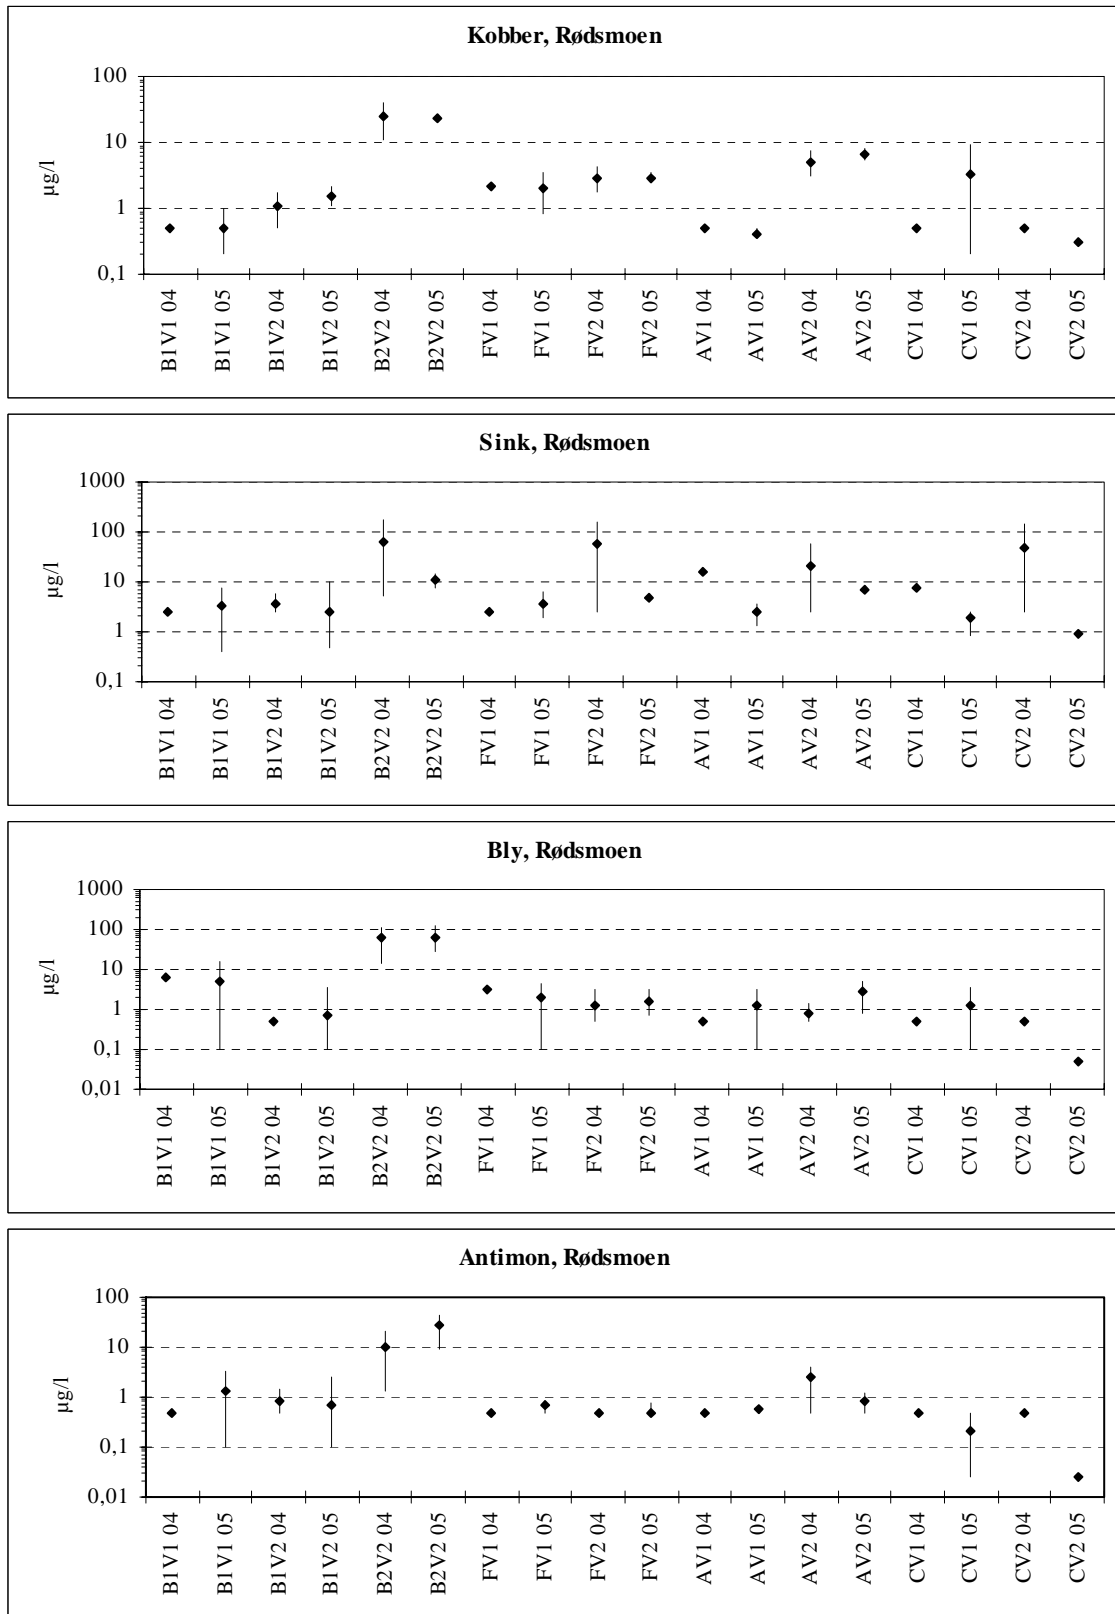 Kobber, Rødsmoen
100
10
1
0,1
µg/l
B1V1 04
B1V1 05
B1V2 04
B1V2 05
B2V2 04
B2V2 05
FV1 04
FV1 05
FV2 04
FV2 05
AV1 04
AV1 05
AV2 04
AV2 05
CV1 04
CV1 05
CV2 04
CV2 05
Sink, Rødsmoen
1000
100
10
1
0,1
µg/l
B1V1 04
B1V1 05
B1V2 04
B1V2 05
B2V2 04
B2V2 05
FV1 04
FV1 05
FV2 04
FV2 05
AV1 04
AV1 05
AV2 04
AV2 05
CV1 04
CV1 05
CV2 04
CV2 05
Bly, Rødsmoen
1000
100
10
1
0,1
0,01
µg/l
B1V1 04
B1V1 05
B1V2 04
B1V2 05
B2V2 04
B2V2 05
FV1 04
FV1 05
FV2 04
FV2 05
AV1 04
AV1 05
AV2 04
AV2 05
CV1 04
CV1 05
CV2 04
CV2 05
Antimon, Rødsmoen
100
10
1
0,1
0,01
µg/l
B1V1 04
B1V1 05
B1V2 04
B1V2 05
B2V2 04
B2V2 05
FV1 04
FV1 05
FV2 04
FV2 05
AV1 04
AV1 05
AV2 04
AV2 05
CV1 04
CV1 05
CV2 04
CV2 05